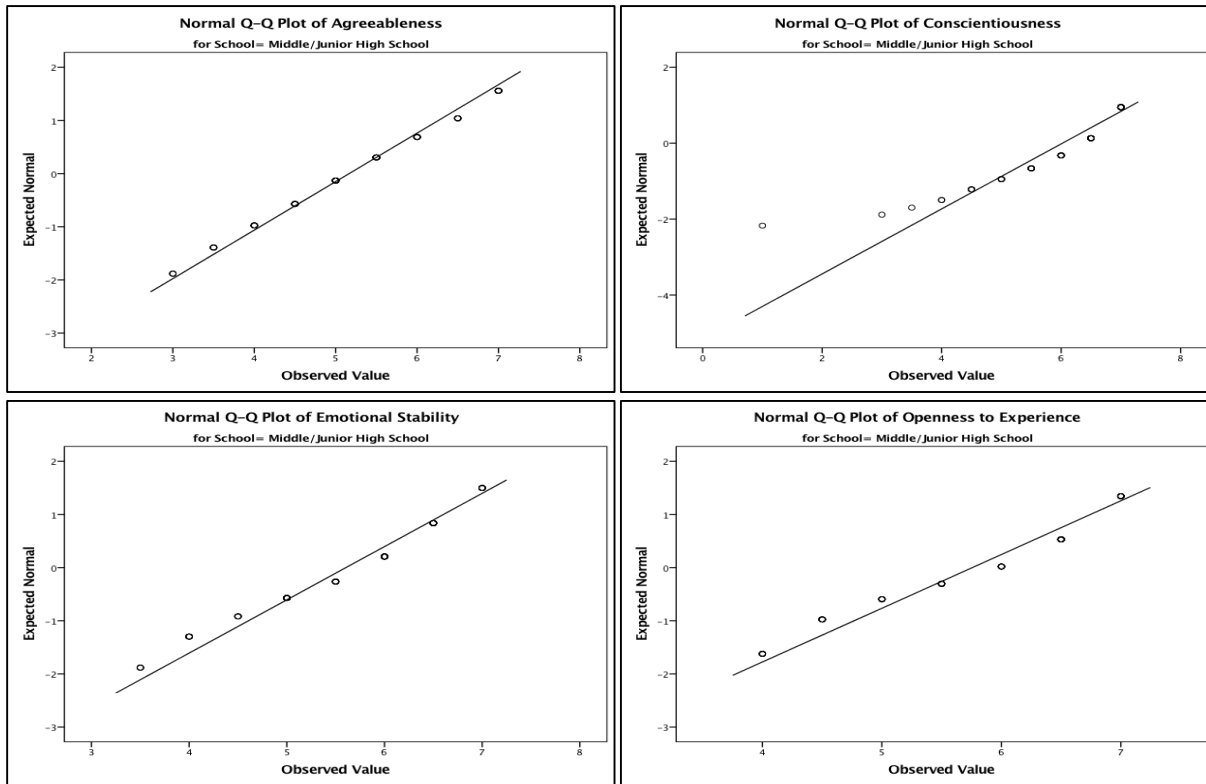 Normal Q-Q Plot of Agreeableness
for School= Middle/Junior High School
Expected Normal
2
1
0
-1
-2
-3
2 3 4 5 6 7 8
Observed Value
Normal Q-Q Plot of Conscientiousness
for School= Middle/Junior High School
Expected Normal
2
0
-2
-4
0 2 4 6 8
Observed Value
Normal Q-Q Plot of Emotional Stability
for School= Middle/Junior High School
Expected Normal
2
1
0
-1
-2
-3
3 4 5 6 7 8
Observed Value
Normal Q-Q Plot of Openness to Experience
for School= Middle/Junior High School
Expected Normal
2
1
0
-1
-2
-3
4 5 6 7
Observed Value